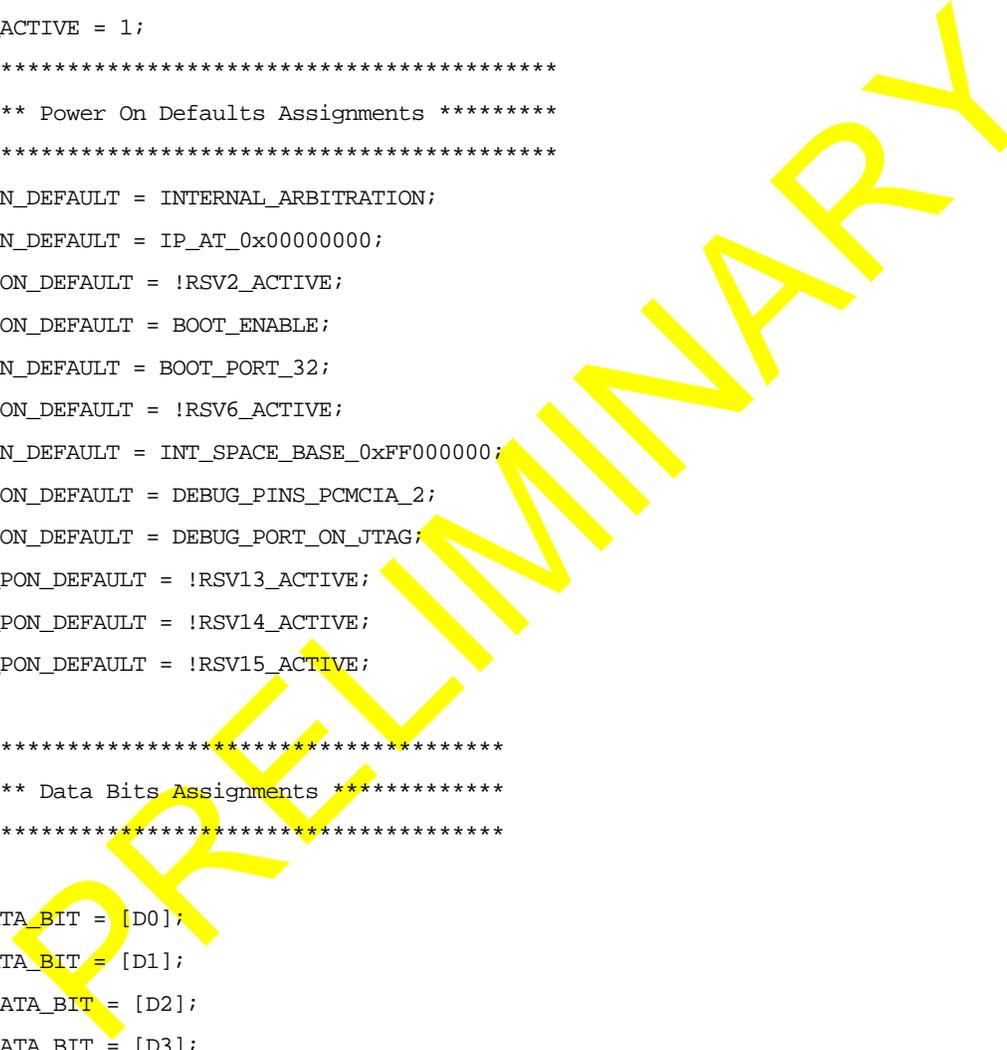 ACTIVE = 1;
******************************************
** Power On Defaults Assignments *********
******************************************
N_DEFAULT = INTERNAL_ARBITRATION;
N_DEFAULT = IP_AT_0x00000000;
ON_DEFAULT = !RSV2_ACTIVE;
ON_DEFAULT = BOOT_ENABLE;
N_DEFAULT = BOOT_PORT_32;
ON_DEFAULT = !RSV6_ACTIVE;
N_DEFAULT = INT_SPACE_BASE_0xFF000000;
ON_DEFAULT = DEBUG_PINS_PCMCIA_2;
ON_DEFAULT = DEBUG_PORT_ON_JTAG;
PON_DEFAULT = !RSV13_ACTIVE;
PON_DEFAULT = !RSV14_ACTIVE;
PON_DEFAULT = !RSV15_ACTIVE;
**************************************
** Data Bits Assignments *************
**************************************
TA_BIT = [D0];
TA_BIT = [D1];
ATA_BIT = [D2];
ATA_BIT = [D3];
PRELIMINARY